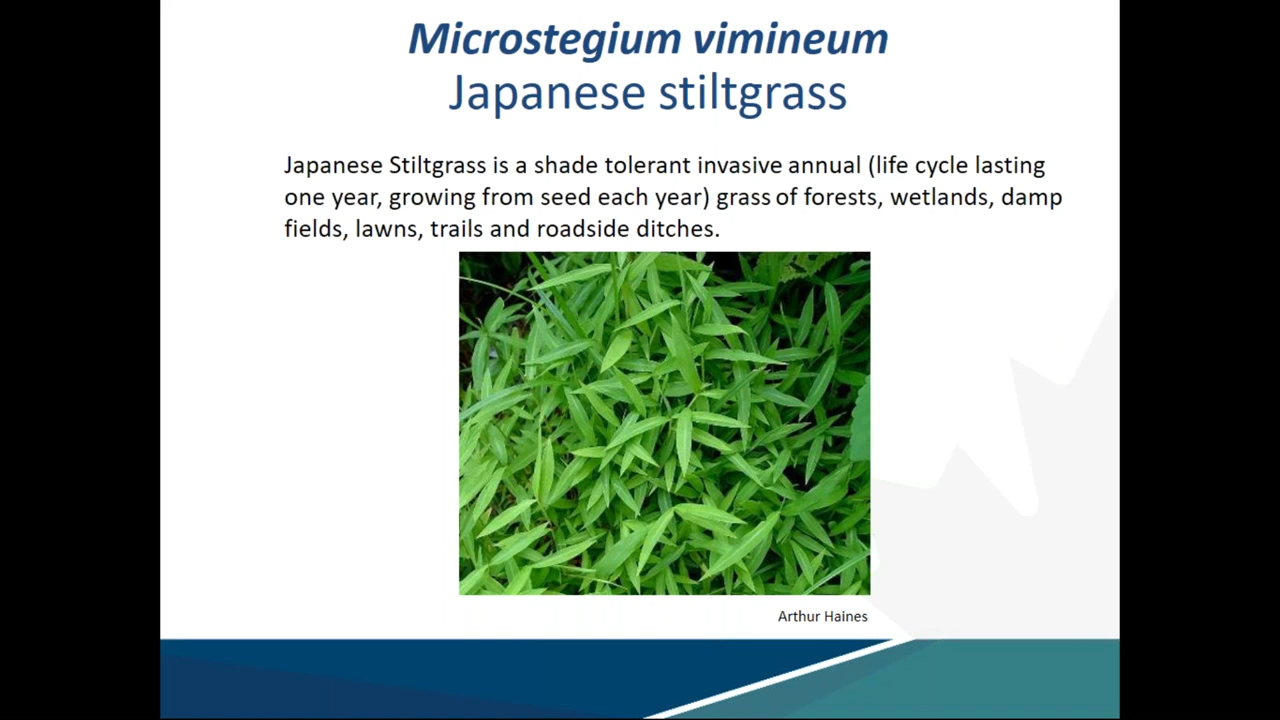 Microstegium vimineum
Japanese stiltgrass
Japanese Stiltgrass is a shade tolerant invasive annual (life cycle lasting
one year, growing from seed each year) grass of forests, wetlands, damp
fields, lawns, trails and roadside ditches.
Arthur Haines